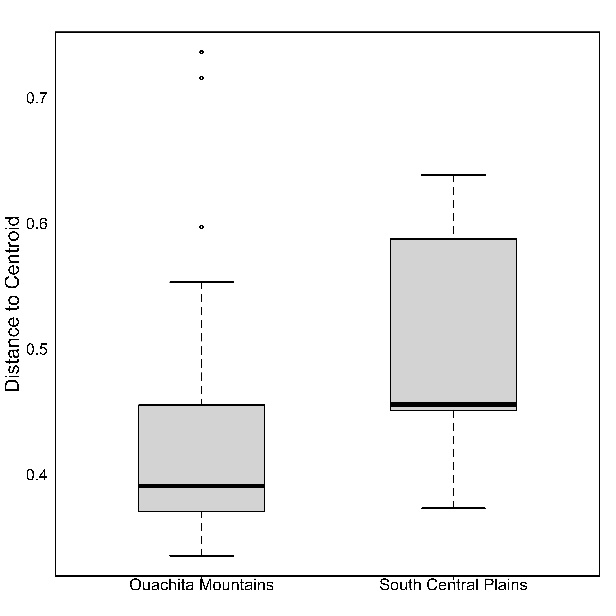 Distance to Centroid
0.7
0.6
0.5
0.4
Ouachita Mountains
South Central Plains